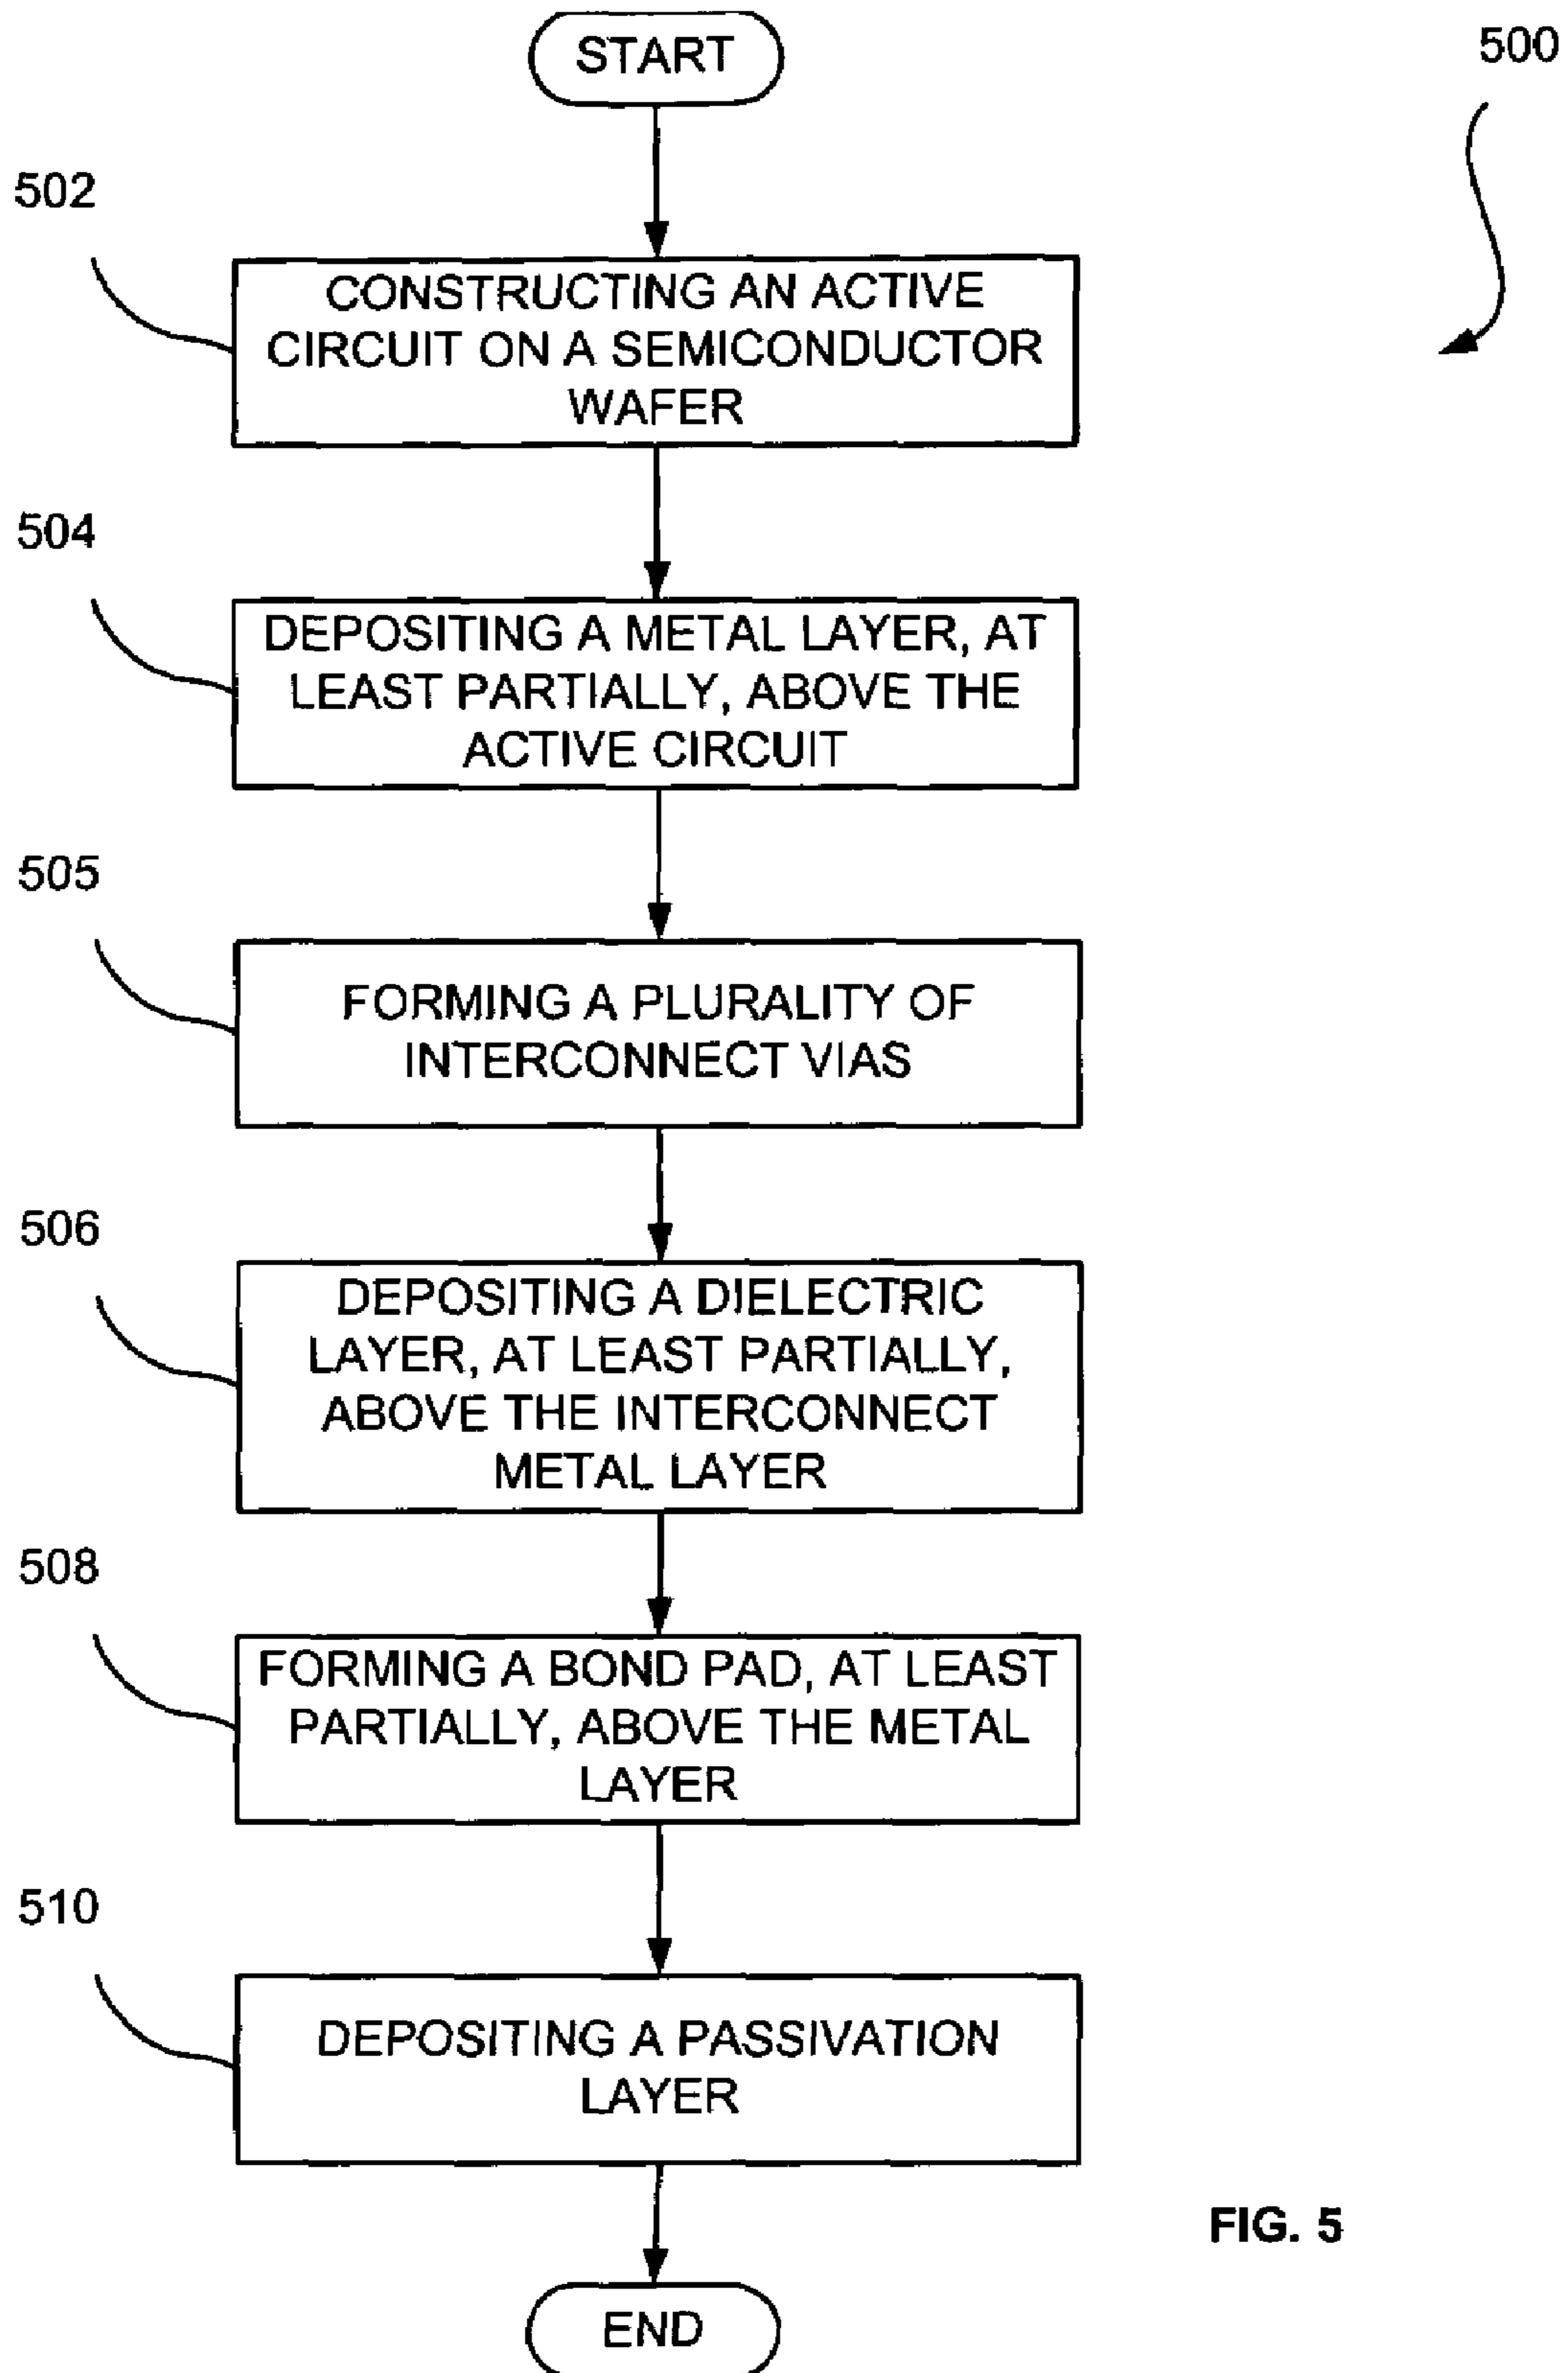 START
500
502
CONSTRUCTING AN ACTIVE
CIRCUIT ON A SEMICONDUCTOR
WAFER
504
DEPOSITING A METAL LAYER, AT
LEAST PARTIALLY, ABOVE THE
ACTIVE CIRCUIT
505
FORMING A PLURALITY OF
INTERCONNECT VIAS
506
DEPOSITING A DIELECTRIC
LAYER, AT LEAST PARTIALLY,
ABOVE THE INTERCONNECT
METAL LAYER
508
FORMING A BOND PAD, AT LEAST
PARTIALLY, ABOVE THE METAL
LAYER
510
DEPOSITING A PASSIVATION
LAYER
FIG. 5
END